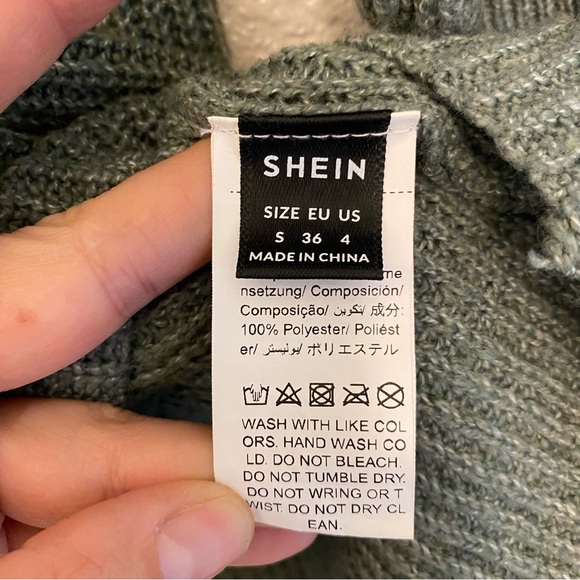 SHEIN
SIZE EU US
S 36 4
MADE IN CHINA
nsetzung/ Composición/
Composição/ تكوين/ 成分:
100% Polyester/ Poliést
er/ بوليستر/ ポリエステル
WASH WITH LIKE COL
ORS. HAND WASH CO
LD. DO NOT BLEACH.
DO NOT TUMBLE DRY.
DO NOT WRING OR T
WIST. DO NOT DRY CL
EAN.